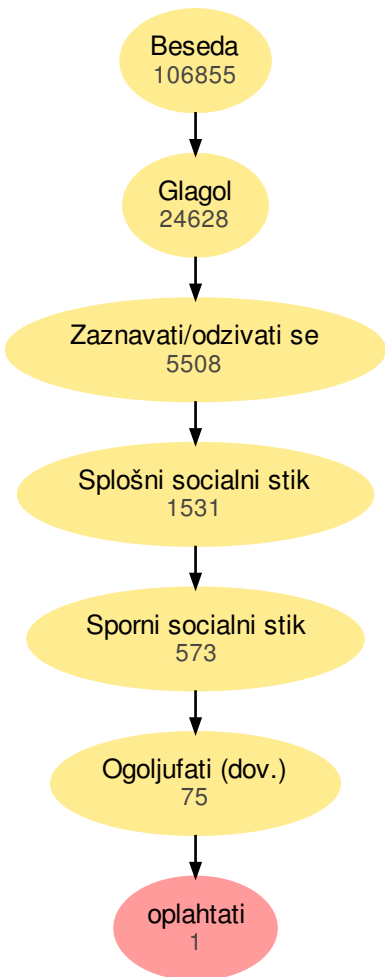 Beseda
106855
Glagol
24628
Zaznavati/odzivati se
5508
Splošni socialni stik
1531
Sporni socialni stik
573
Ogoljufati (dov.)
75
oplahtati
1